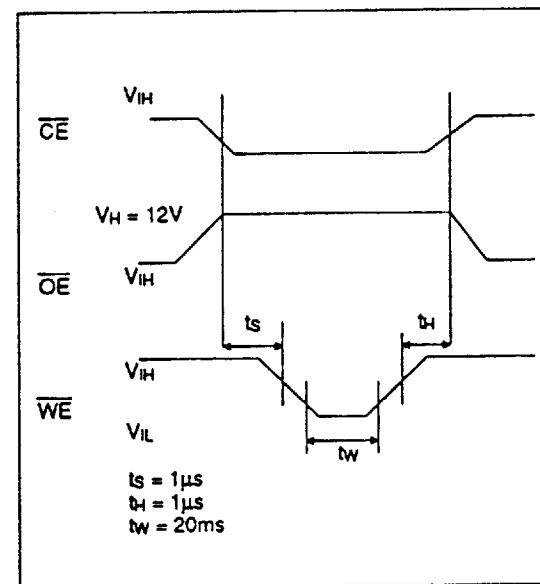 VIH
CE
VH = 12V
VIH
OE
ts
tH
VIH
WE
VIL
tw
ts = 1μs
tH = 1μs
tw = 20ms